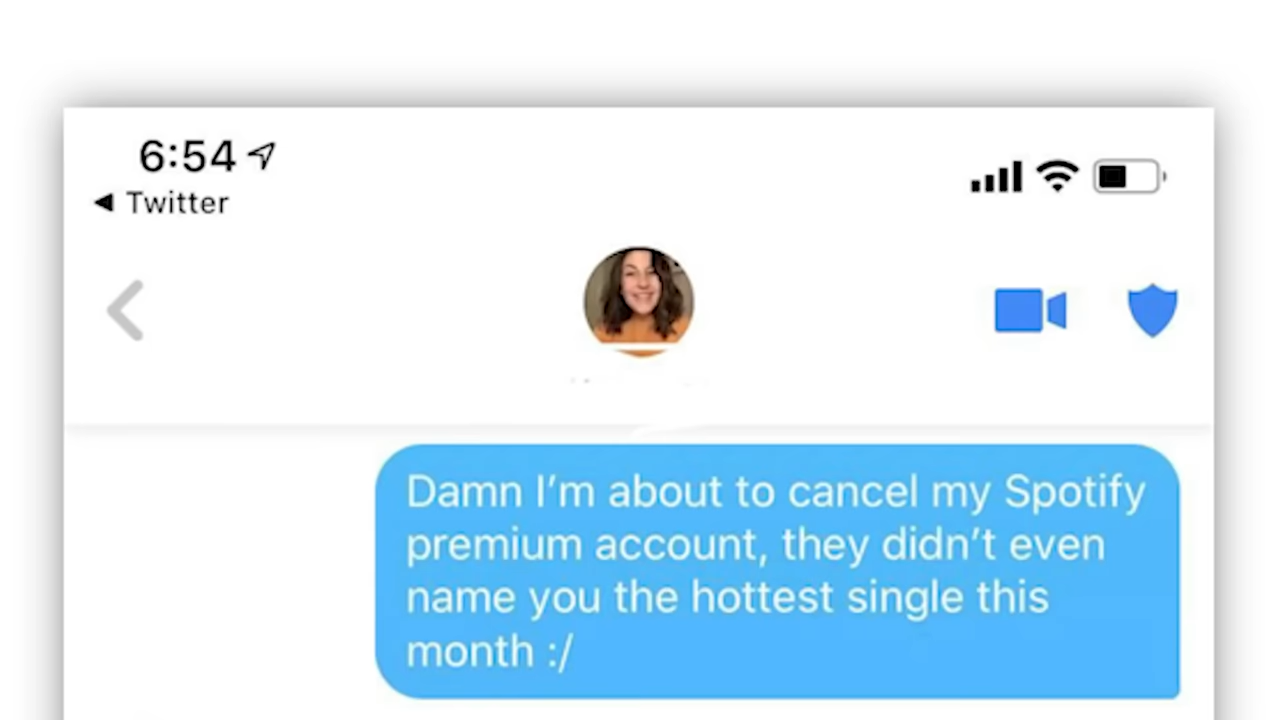 6:54
◀ Twitter
Damn I’m about to cancel my Spotify
premium account, they didn’t even
name you the hottest single this
month :/